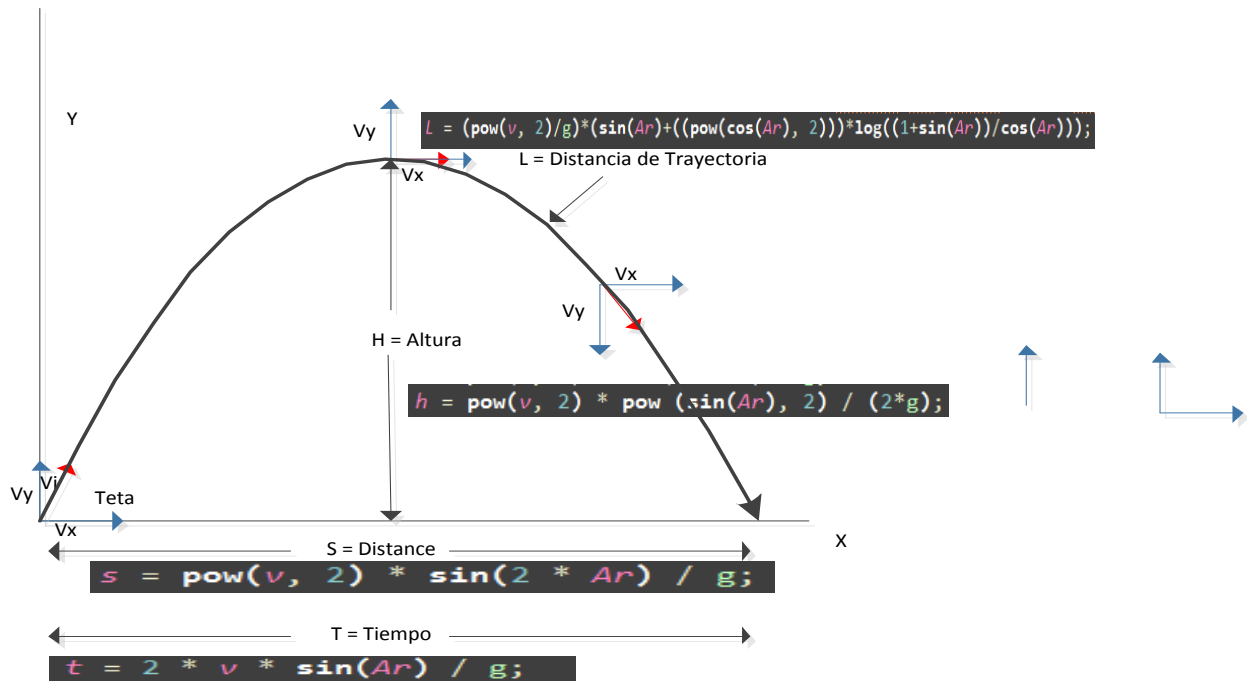 Y
Vy
L = (pow(v, 2)/g)*(sin(Ar)+((pow(cos(Ar), 2)))*log((1+sin(Ar))/cos(Ar)));
L = Distancia de Trayectoria
Vx
Vx
Vy
H = Altura
h = pow(v, 2) * pow (sin(Ar), 2) / (2*g);
Vi
Vy
Teta
Vx
X
S = Distance
s = pow(v, 2) * sin(2 * Ar) / g;
T = Tiempo
t = 2 * v * sin(Ar) / g;